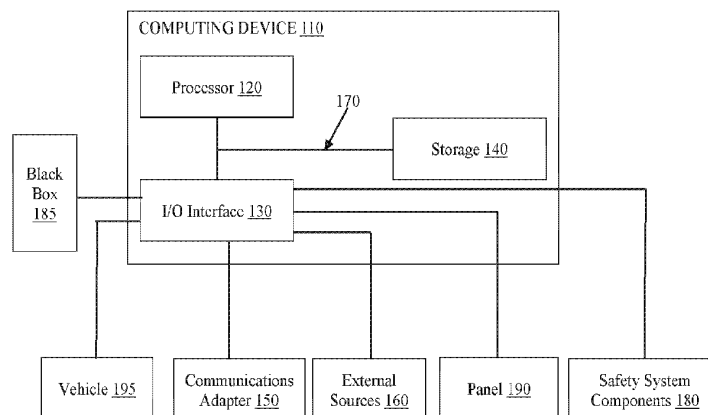 COMPUTING DEVICE 110
Processor 120
170
Storage 140
Black
Box
185
I/O Interface 130
Vehicle 195
Communications
Adapter 150
External
Sources 160
Panel 190
Safety System
Components 180